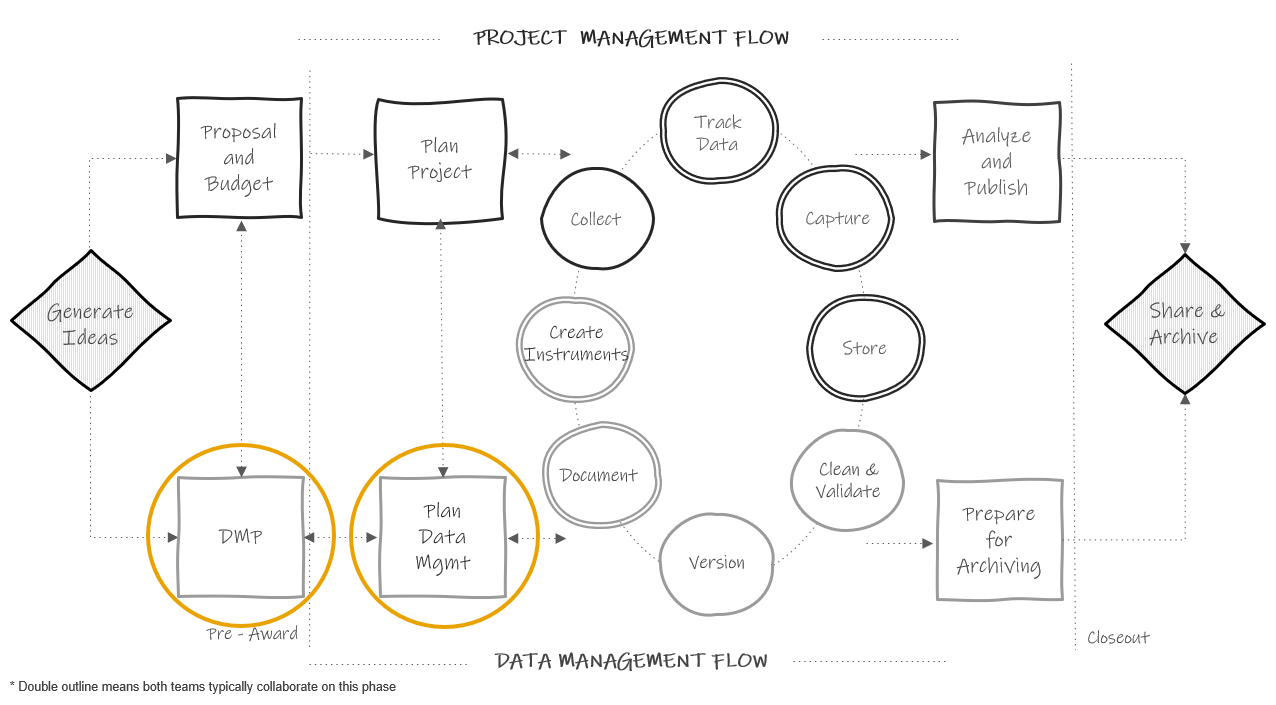 PROJECT MANAGEMENT FLOW
Proposal
and
Budget
Plan
Project
Track
Data
Analyze
and
Publish
Collect
Capture
Generate
Ideas
Create
Instruments
Store
Share &
Archive
Document
Clean &
Validate
DMP
Plan
Data
Mgmt
Version
Prepare
for
Archiving
Pre - Award
Closeout
DATA MANAGEMENT FLOW
* Double outline means both teams typically collaborate on this phase